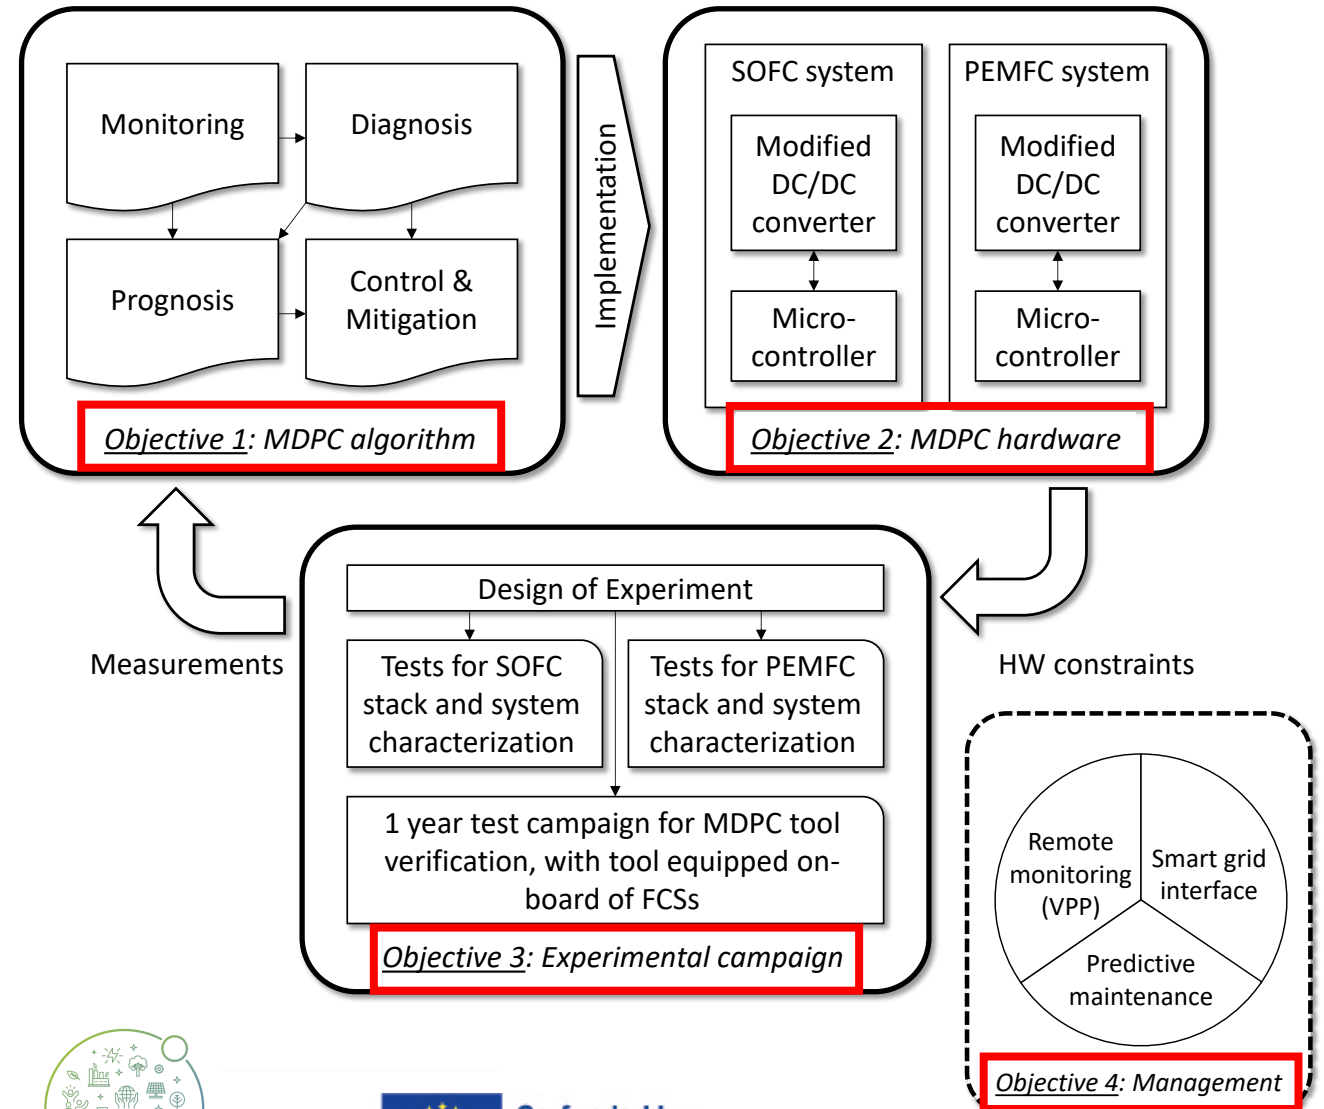 Monitoring
Diagnosis
Prognosis
Control &
Mitigation
Objective 1: MDPC algorithm
Implementation
SOFC system
Modified
DC/DC
converter
Micro-
controller
PEMFC system
Modified
DC/DC
converter
Micro-
controller
Objective 2: MDPC hardware
Measurements
HW constraints
Design of Experiment
Tests for SOFC
stack and system
characterization
Tests for PEMFC
stack and system
characterization
1 year test campaign for MDPC tool
verification, with tool equipped on-
board of FCSs
Objective 3: Experimental campaign
Remote
monitoring
(VPP)
Smart grid
interface
Predictive
maintenance
Objective 4: Management